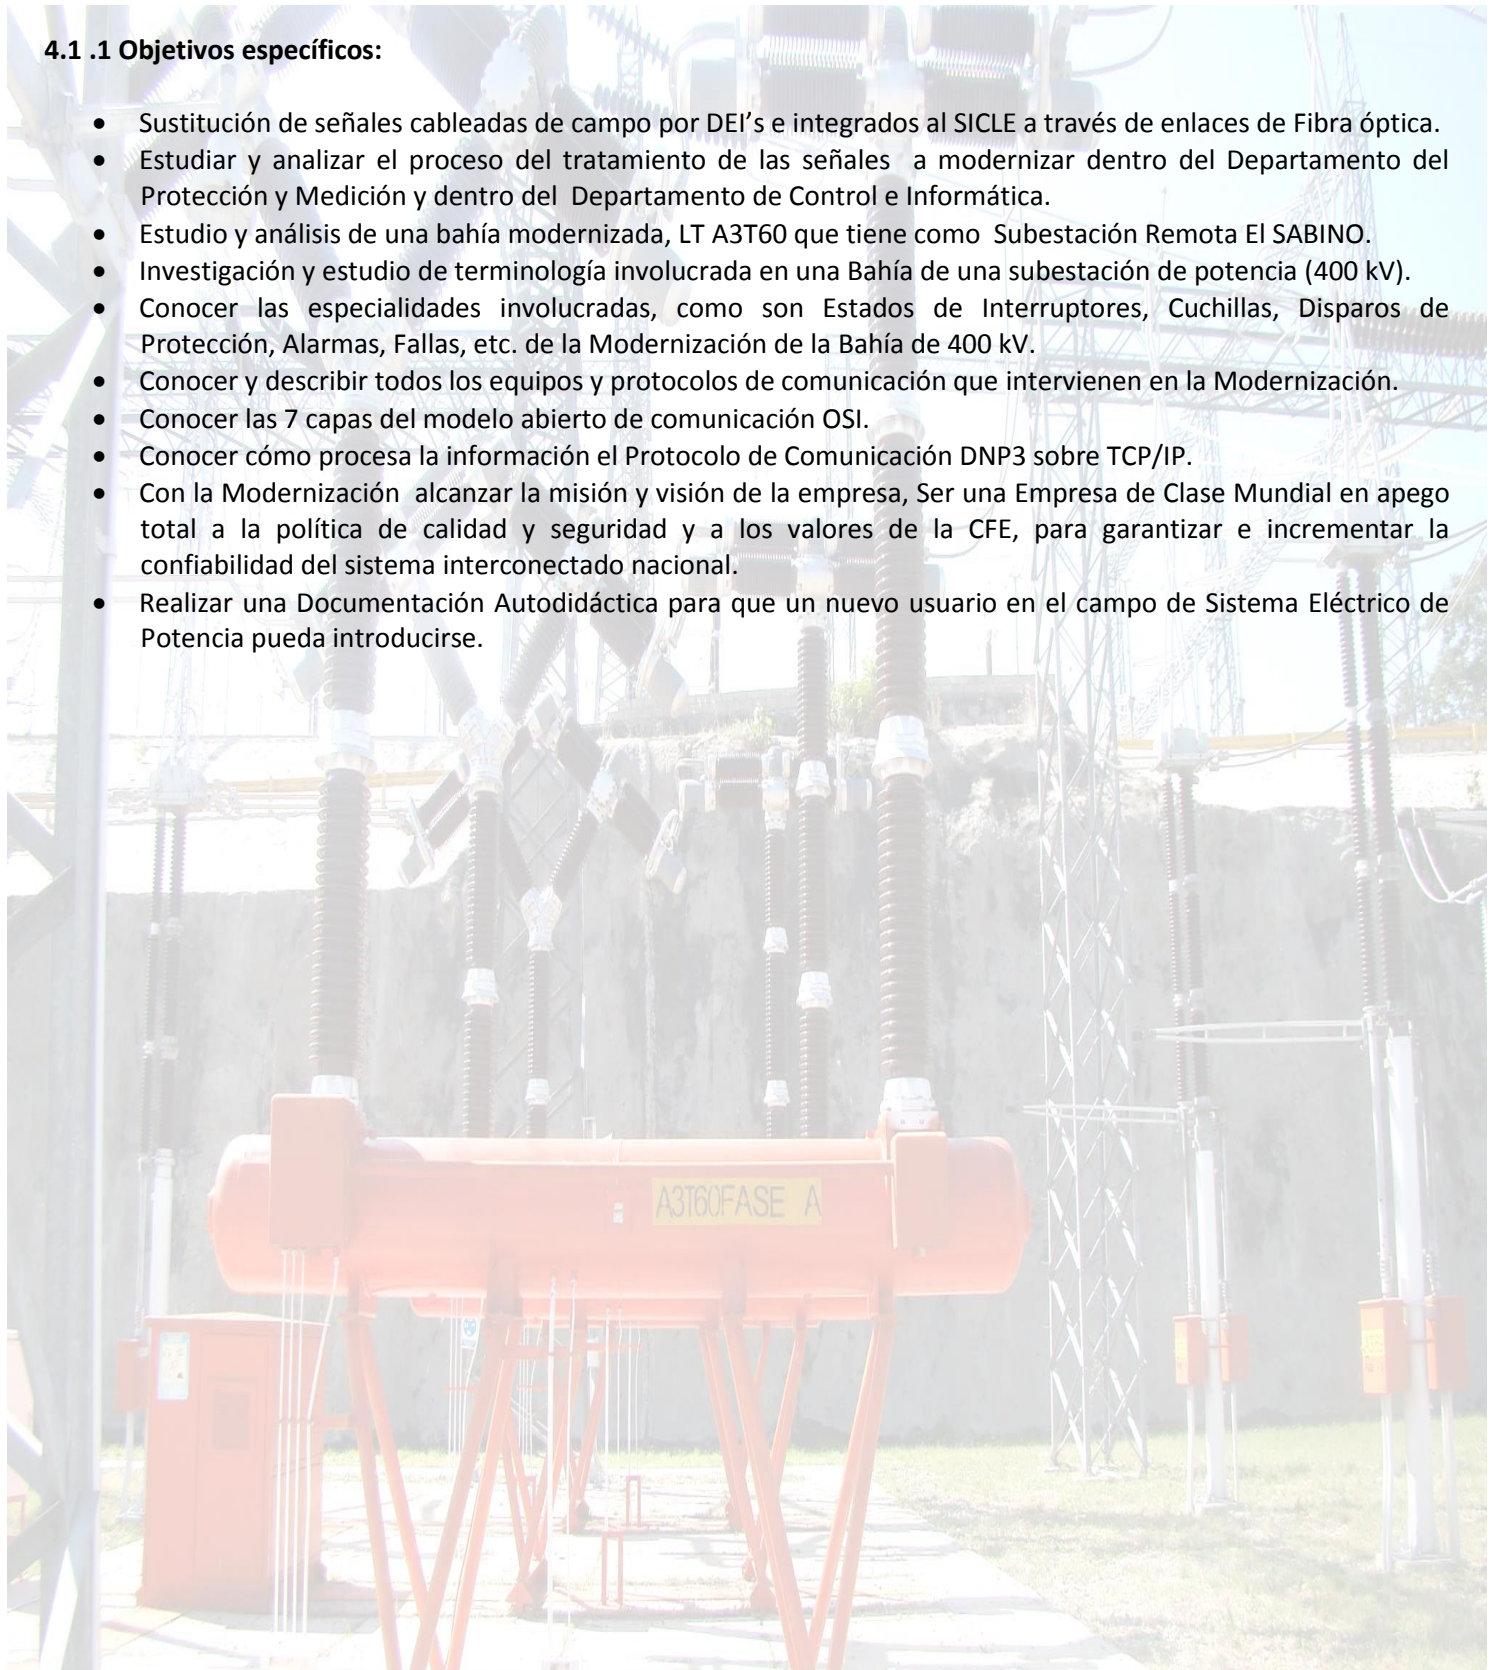 4.1 .1 Objetivos específicos:
• Sustitución de señales cableadas de campo por DEI’s e integrados al SICLE a través de enlaces de Fibra óptica.
• Estudiar y analizar el proceso del tratamiento de las señales a modernizar dentro del Departamento del
Protección y Medición y dentro del Departamento de Control e Informática.
• Estudio y análisis de una bahía modernizada, LT A3T60 que tiene como Subestación Remota El SABINO.
• Investigación y estudio de terminología involucrada en una Bahía de una subestación de potencia (400 kV).
• Conocer las especialidades involucradas, como son Estados de Interruptores, Cuchillas, Disparos de
Protección, Alarmas, Fallas, etc. de la Modernización de la Bahía de 400 kV.
• Conocer y describir todos los equipos y protocolos de comunicación que intervienen en la Modernización.
• Conocer las 7 capas del modelo abierto de comunicación OSI.
• Conocer cómo procesa la información el Protocolo de Comunicación DNP3 sobre TCP/IP.
• Con la Modernización alcanzar la misión y visión de la empresa, Ser una Empresa de Clase Mundial en apego
total a la política de calidad y seguridad y a los valores de la CFE, para garantizar e incrementar la
confiabilidad del sistema interconectado nacional.
• Realizar una Documentación Autodidáctica para que un nuevo usuario en el campo de Sistema Eléctrico de
Potencia pueda introducirse.
A3T60FASE A